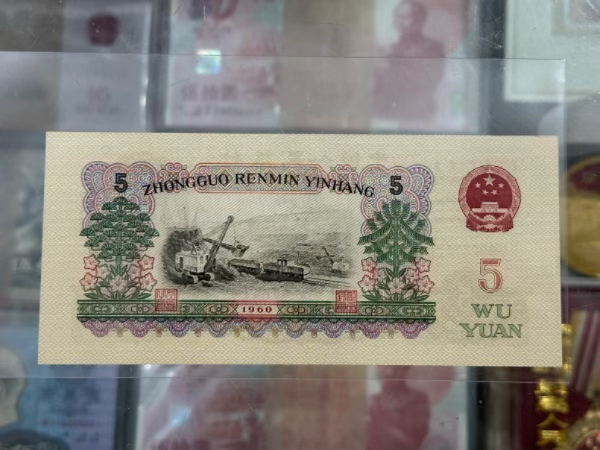 5 ZHONGGUO RENMIN YINHANG 5
5
WU
YUAN
1960